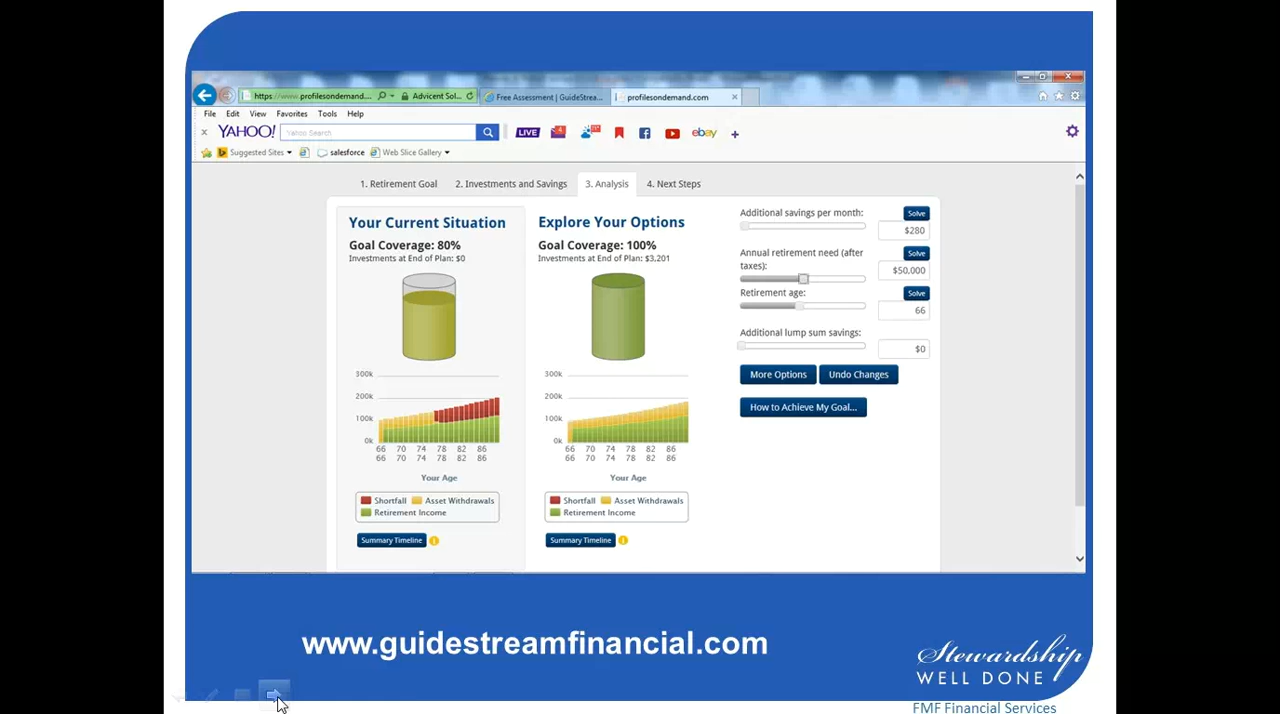 https://www.profilesondemand.... Advicent Sol... Free Assessment | GuideStrea... profilesondemand.com
File Edit View Favorites Tools Help
YAHOO! Yahoo Search LIVE ebay
Suggested Sites salesforce Web Slice Gallery
1. Retirement Goal 2. Investments and Savings 3. Analysis 4. Next Steps
Your Current Situation
Goal Coverage: 80%
Investments at End of Plan: $0
300k
200k
100k
0k
66 70 74 78 82 86
66 70 74 78 82 86
Your Age
Shortfall Asset Withdrawals
Retirement Income
Summary Timeline
Explore Your Options
Goal Coverage: 100%
Investments at End of Plan: $3,201
300k
200k
100k
0k
66 70 74 78 82 86
66 70 74 78 82 86
Your Age
Shortfall Asset Withdrawals
Retirement Income
Summary Timeline
Additional savings per month: Solve
$280
Annual retirement need (after Solve
taxes): $50,000
Retirement age: Solve
66
Additional lump sum savings:
$0
More Options Undo Changes
How to Achieve My Goal...
www.guidestreamfinancial.com
Stewardship
WELL DONE
FMF Financial Services